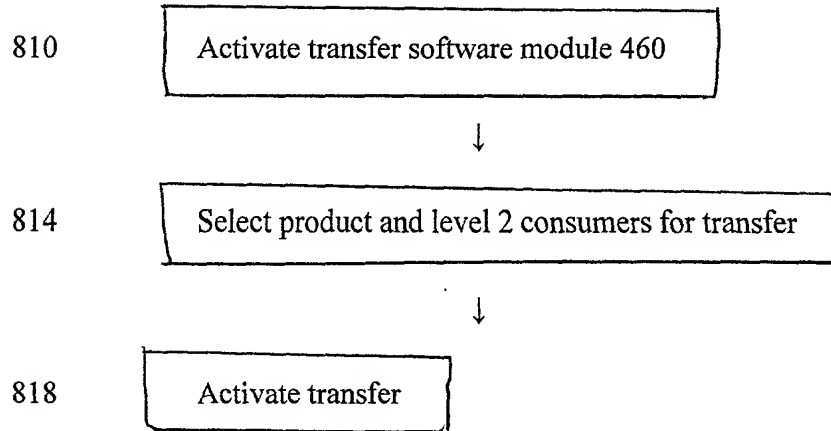 810 Activate transfer software module 460
↓
814 Select product and level 2 consumers for transfer
↓
818 Activate transfer